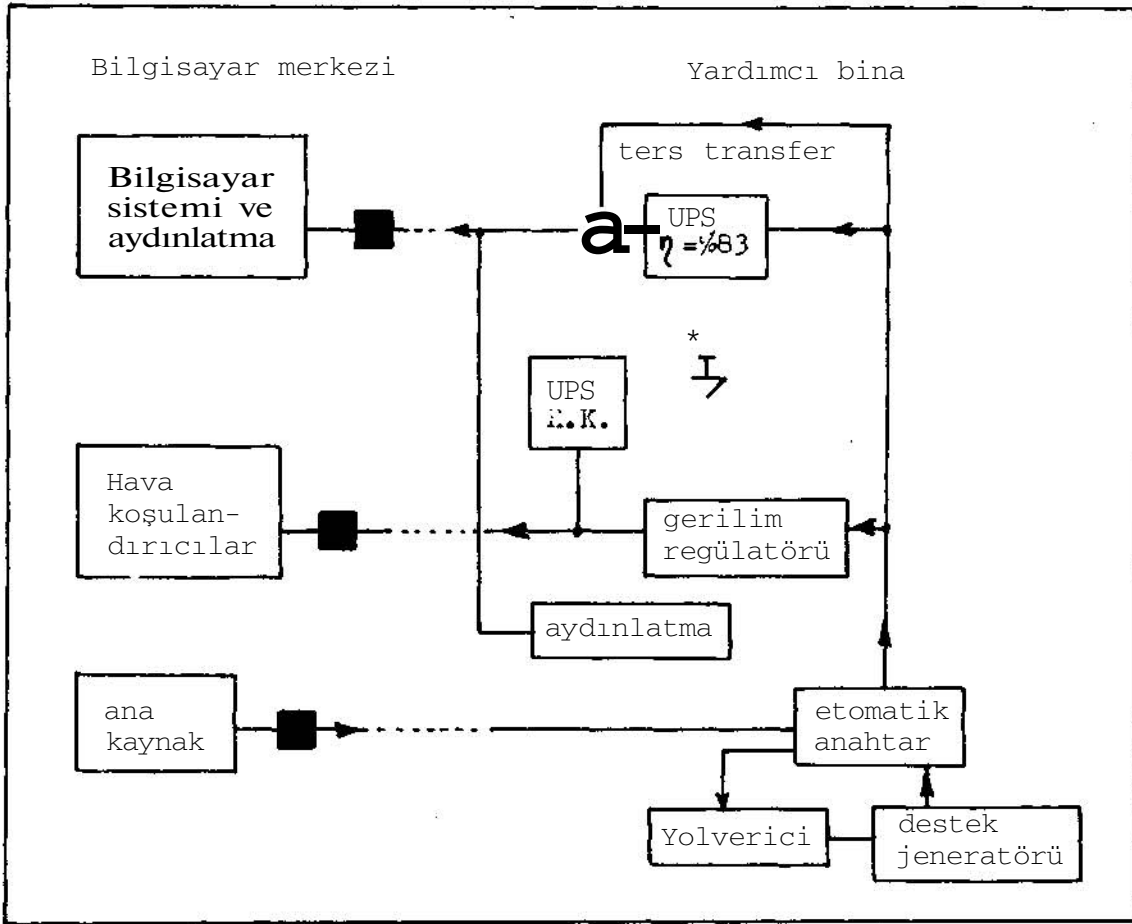 Bilgisayar merkezi
Yardımcı bina
ters transfer
Bilgisayar
sistemi ve
aydınlatma
a-
UPS
η = %83
*
UPS
Hava
koşulan-
dırıcılar
gerilim
regülatörü
aydınlatma
ana
kaynak
etomatik
anahtar
Yolverici
destek
jeneratörü